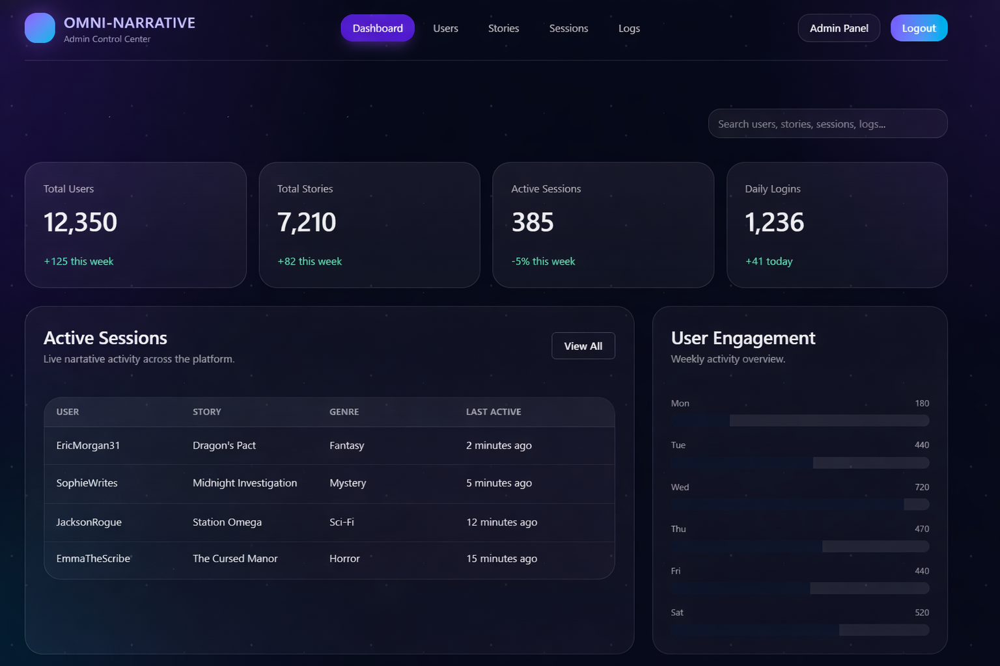 OMNI-NARRATIVE
Admin Control Center
Dashboard Users Stories Sessions Logs
Admin Panel Logout
Search users, stories, sessions, logs...
Total Users
12,350
+125 this week
Total Stories
7,210
+82 this week
Active Sessions
385
-5% this week
Daily Logins
1,236
+41 today
Active Sessions
Live nartative activity across the platform.
View All
USER STORY GENRE LAST ACTIVE
EricMorgan31 Dragon's Pact Fantasy 2 minutes ago
SophieWrites Midnight Investigation Mystery 5 minutes ago
JacksonRogue Station Omega Sci-Fi 12 minutes ago
EmmaTheScribe The Cursed Manor Horror 15 minutes ago
User Engagement
Weekly activity overview.
Mon 180
Tue 440
Wed 720
Thu 470
Fri 440
Sat 520